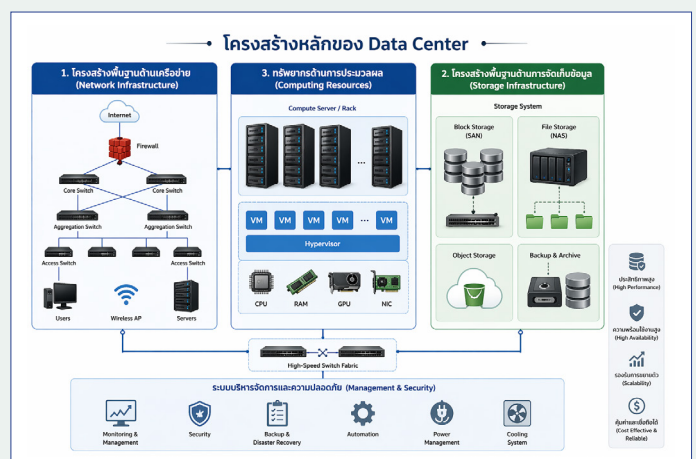 โครงสร้างหลักของ Data Center
1. โครงสร้างพื้นฐานด้านเครือข่าย
(Network Infrastructure)
Internet
Firewall
Core Switch
Core Switch
Aggregation Switch
Aggregation Switch
Access Switch
Access Switch
Users
Wireless AP
Servers
3. ทรัพยากรด้านการประมวลผล
(Computing Resources)
Compute Server / Rack
...
VM
VM
VM
VM
...
VM
Hypervisor
CPU
RAM
GPU
NIC
2. โครงสร้างพื้นฐานด้านการจัดเก็บข้อมูล
(Storage Infrastructure)
Storage System
Block Storage
(SAN)
File Storage
(NAS)
Object Storage
Backup & Archive
ประสิทธิภาพสูง
(High Performance)
ความพร้อมใช้งานสูง
(High Availability)
รองรับการขยายตัว
(Scalability)
คุ้มค่าและเชื่อถือได้
(Cost Effective &
Reliable)
High-Speed Switch Fabric
ระบบบริหารจัดการและความปลอดภัย (Management & Security)
Monitoring &
Management
Security
Backup &
Disaster Recovery
Automation
Power
Management
Cooling
System